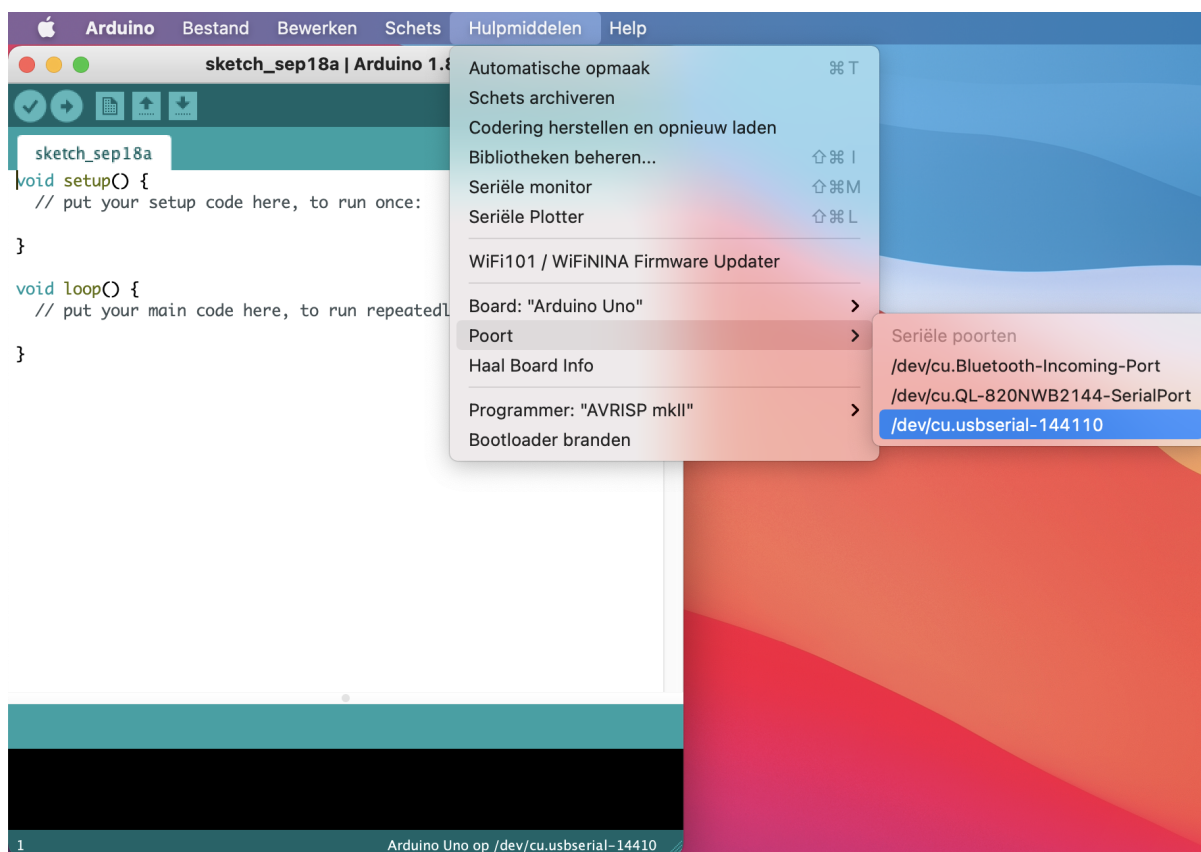 Arduino Bestand Bewerken Schets Hulpmiddelen Help
sketch_sep18a | Arduino 1.8
sketch_sep18a
void setup() {
// put your setup code here, to run once:
}
void loop() {
// put your main code here, to run repeatedl
}
Automatische opmaak ⌘ T
Schets archiveren
Codering herstellen en opnieuw laden
Bibliotheken beheren... ⇧⌘ I
Seriële monitor ⇧⌘M
Seriële Plotter ⇧⌘ L
WiFi101 / WiFiNINA Firmware Updater
Board: "Arduino Uno"
Poort
Haal Board Info
Programmer: "AVRISP mkII"
Bootloader branden
Seriële poorten
/dev/cu.Bluetooth-Incoming-Port
/dev/cu.QL-820NWB2144-SerialPort
/dev/cu.usbserial-144110
1 Arduino Uno op /dev/cu.usbserial-14410